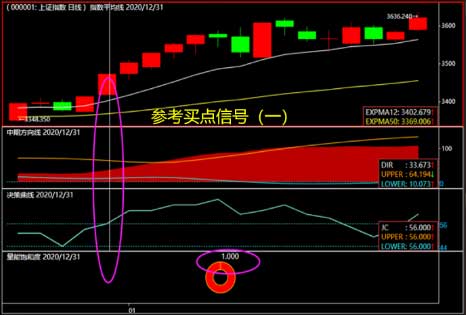 (000001: 上证指数 日线) 指数平均线 2020/12/31
3636.240→
3500
参考买点信号（一）
3400
←3348.350
EXPMA12: 3402.679↑
EXPMA50: 3369.006↑
中期方向线 2020/12/31
100
DIR : 33.673↑
UPPER : 64.194↓
LOWER: 10.073↑
0
决策曲线 2020/12/31
JC : 56.000↑
UPPER : 56.000↑
LOWER: 56.000↑
56
44
量能饱和度 2020/12/31
1.000
01